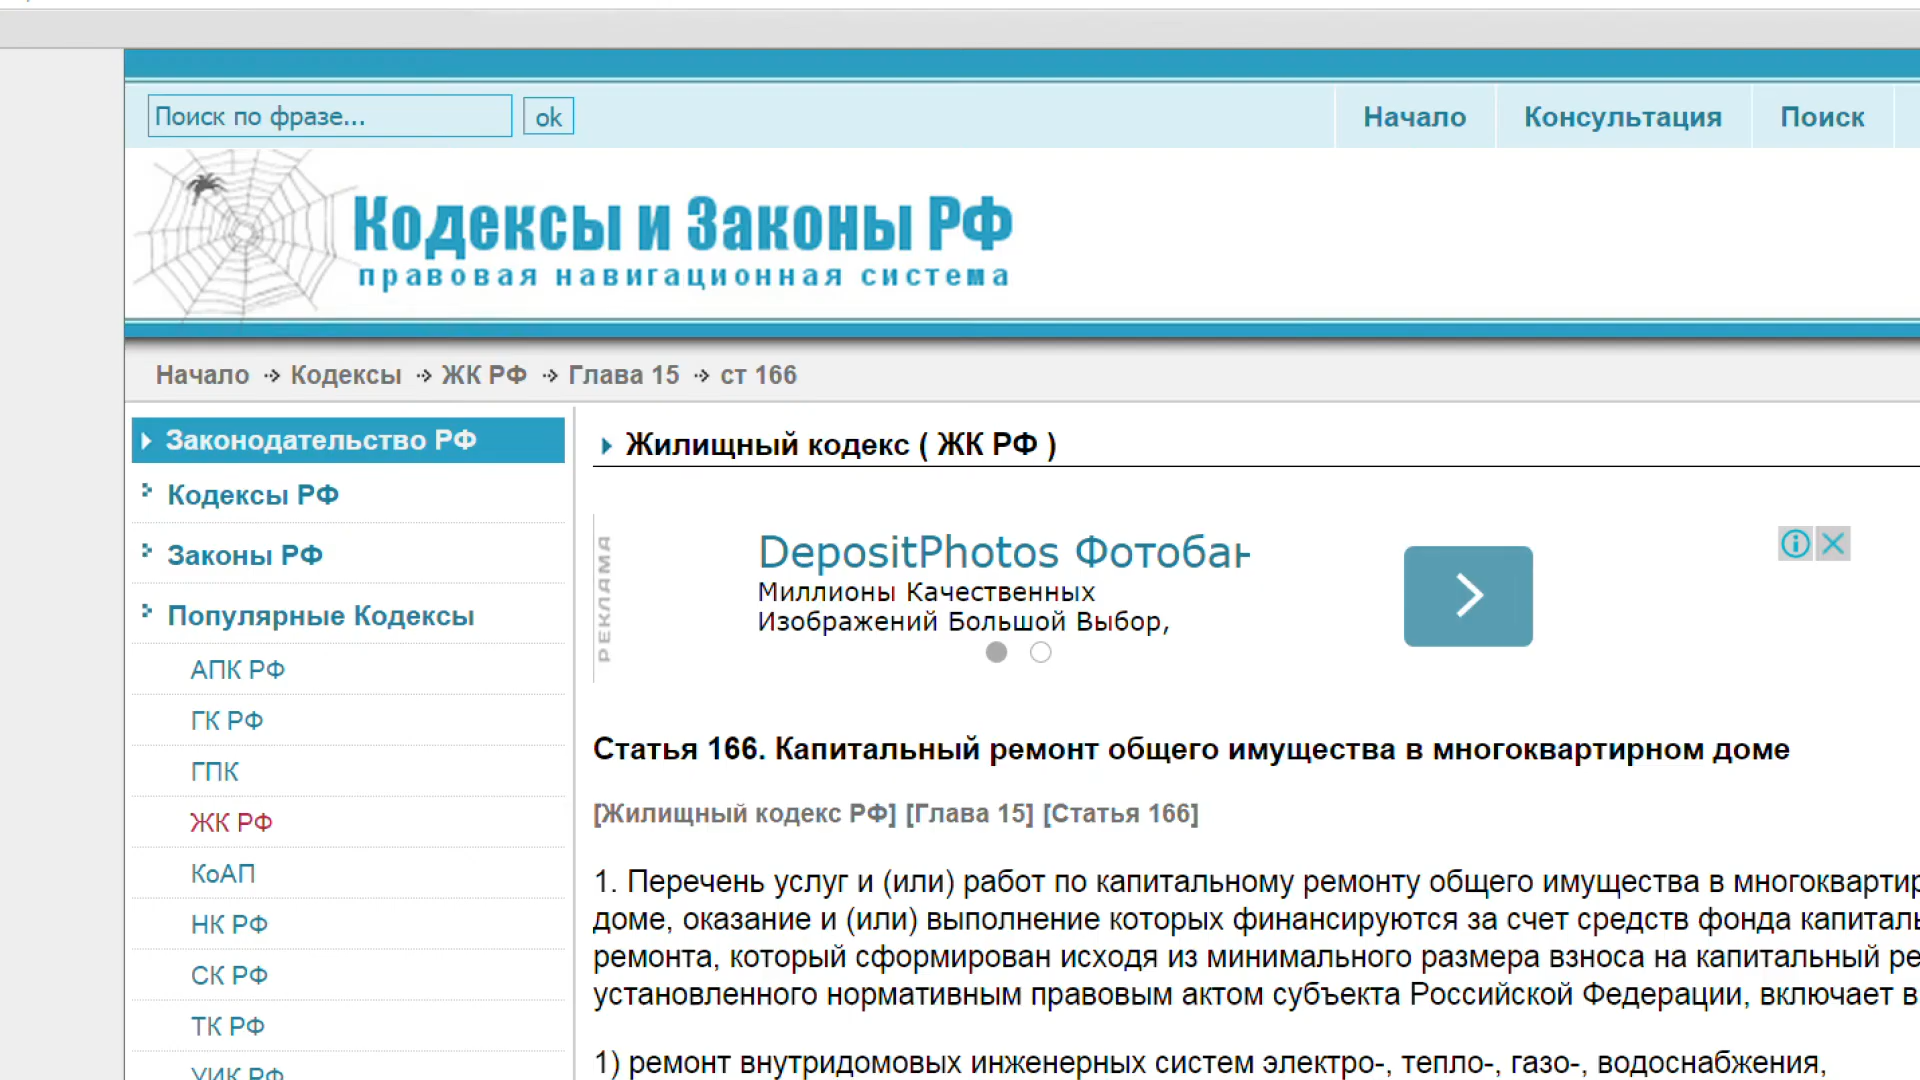 Поиск по фразе...
ok
Начало
Консультация
Поиск
Кодексы и Законы РФ
правовая навигационная система
Начало Кодексы ЖК РФ Глава 15 ст 166
Законодательство РФ
Кодексы РФ
Законы РФ
Популярные Кодексы
АПК РФ
ГК РФ
ГПК
ЖК РФ
КоАП
НК РФ
СК РФ
ТК РФ
УИК РФ
Жилищный кодекс ( ЖК РФ )
РЕКЛАМА
DepositPhotos Фотобан
Миллионы Качественных
Изображений Большой Выбор,
Статья 166. Капитальный ремонт общего имущества в многоквартирном доме
[Жилищный кодекс РФ] [Глава 15] [Статья 166]
1. Перечень услуг и (или) работ по капитальному ремонту общего имущества в многоквартир
доме, оказание и (или) выполнение которых финансируются за счет средств фонда капиталь
ремонта, который сформирован исходя из минимального размера взноса на капитальный ре
установленного нормативным правовым актом субъекта Российской Федерации, включает в
1) ремонт внутридомовых инженерных систем электро-, тепло-, газо-, водоснабжения,